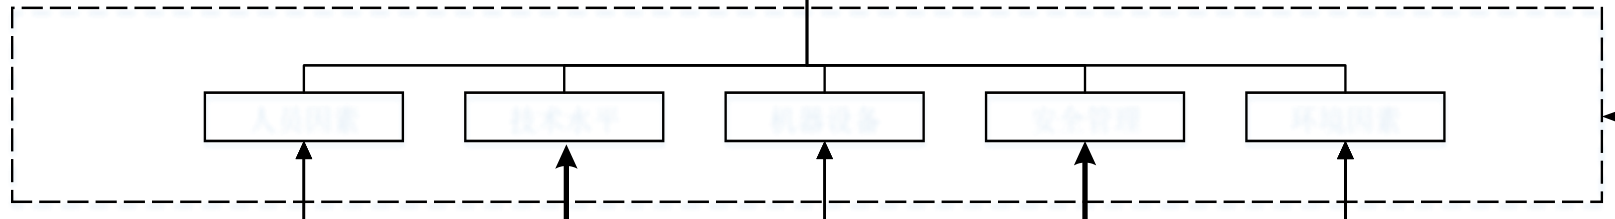 人员因素
技术水平
机器设备
安全管理
环境因素